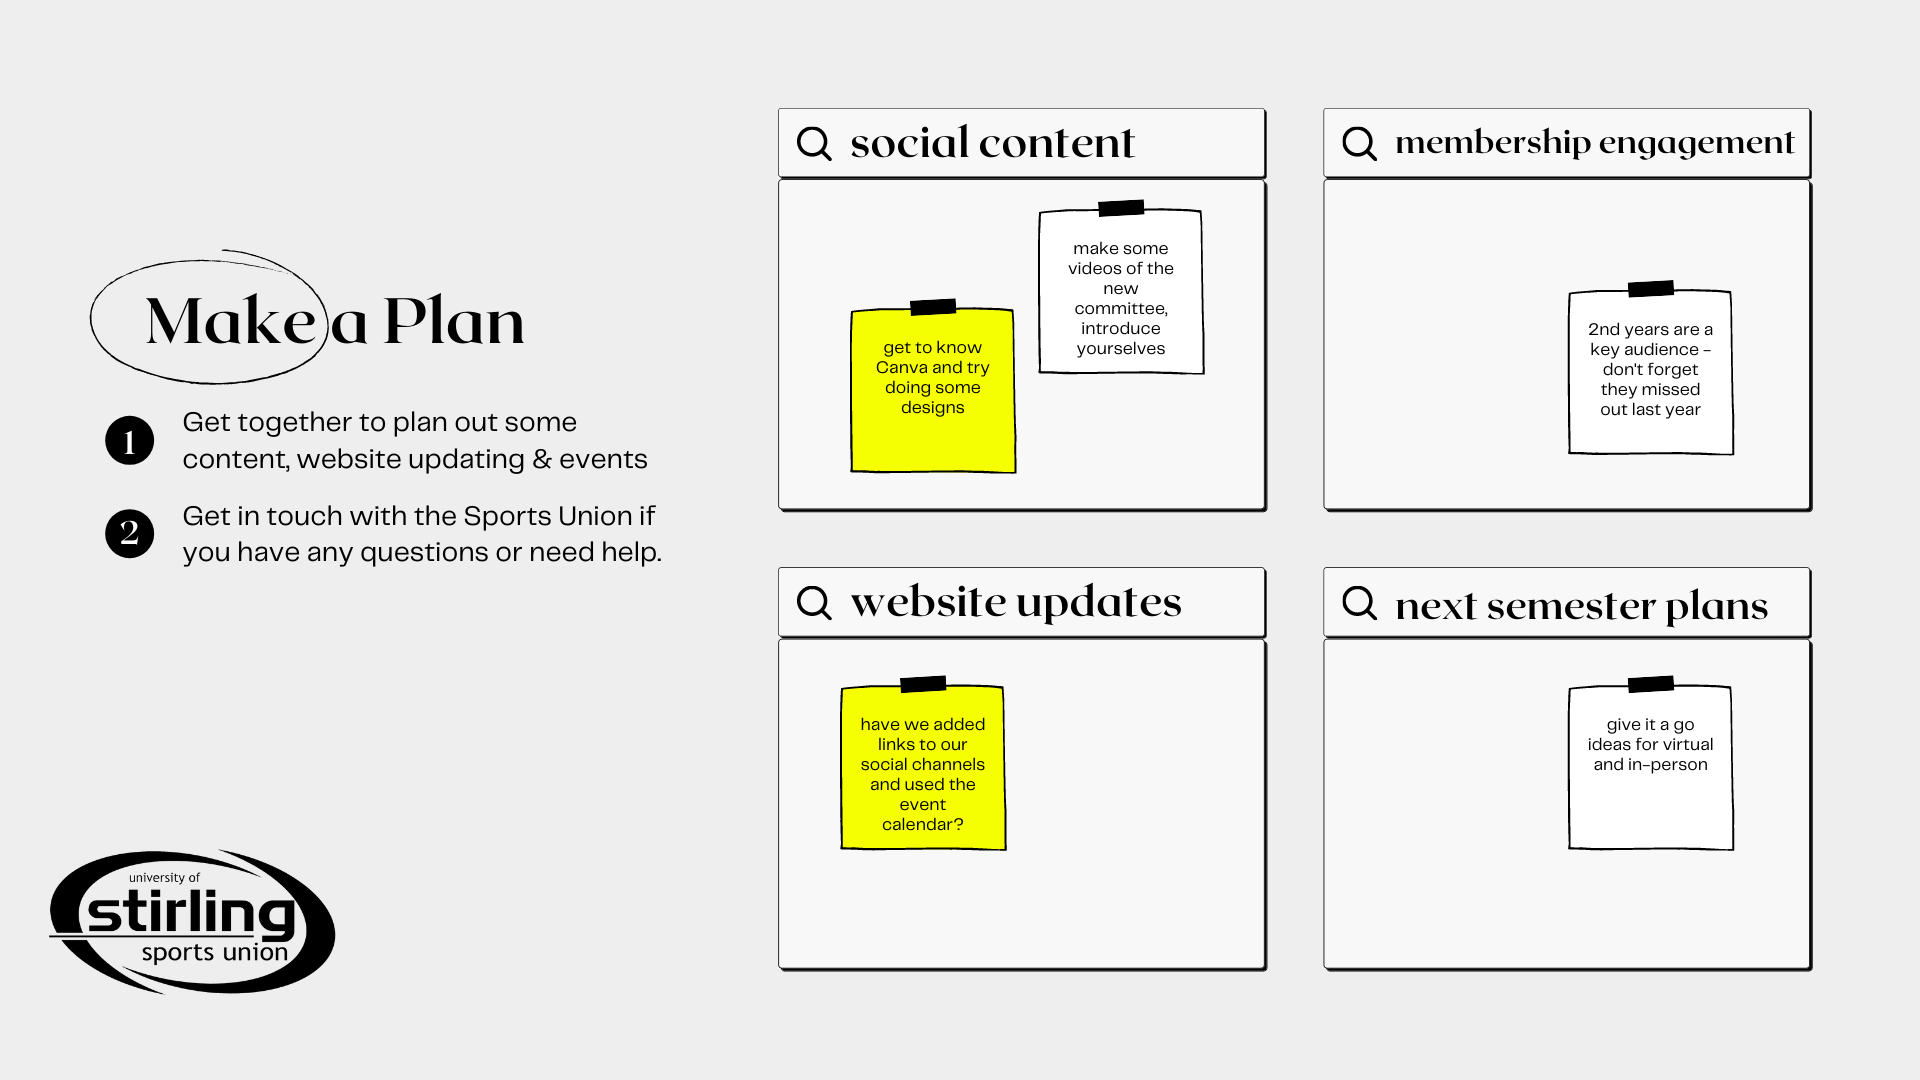 Make a Plan
1
Get together to plan out some
content, website updating & events
2
Get in touch with the Sports Union if
you have any questions or need help.
university of
stirling
sports union
social content
make some
videos of the
new
committee,
introduce
yourselves
get to know
Canva and try
doing some
designs
membership engagement
2nd years are a
key audience -
don't forget
they missed
out last year
website updates
have we added
links to our
social channels
and used the
event
calendar?
next semester plans
give it a go
ideas for virtual
and in-person